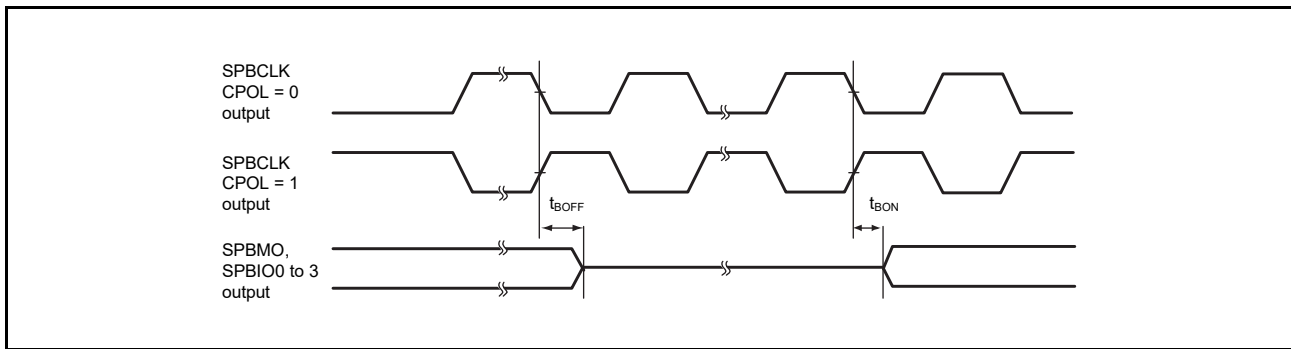 SPBCLK
CPOL = 0
output
SPBCLK
CPOL = 1
output
tBOFF
tBON
SPBMO,
SPBIO0 to 3
output